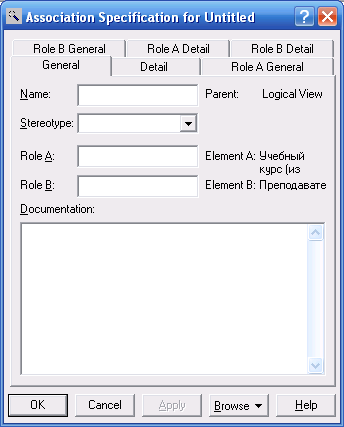 Association Specification for Untitled
Role B General Role A Detail Role B Detail
General Detail Role A General
Name: Parent: Logical View
Stereotype:
Role A: Element A: Учебный
курс (из
Role B: Element B: Преподавате
Documentation:
OK Cancel Apply Browse Help